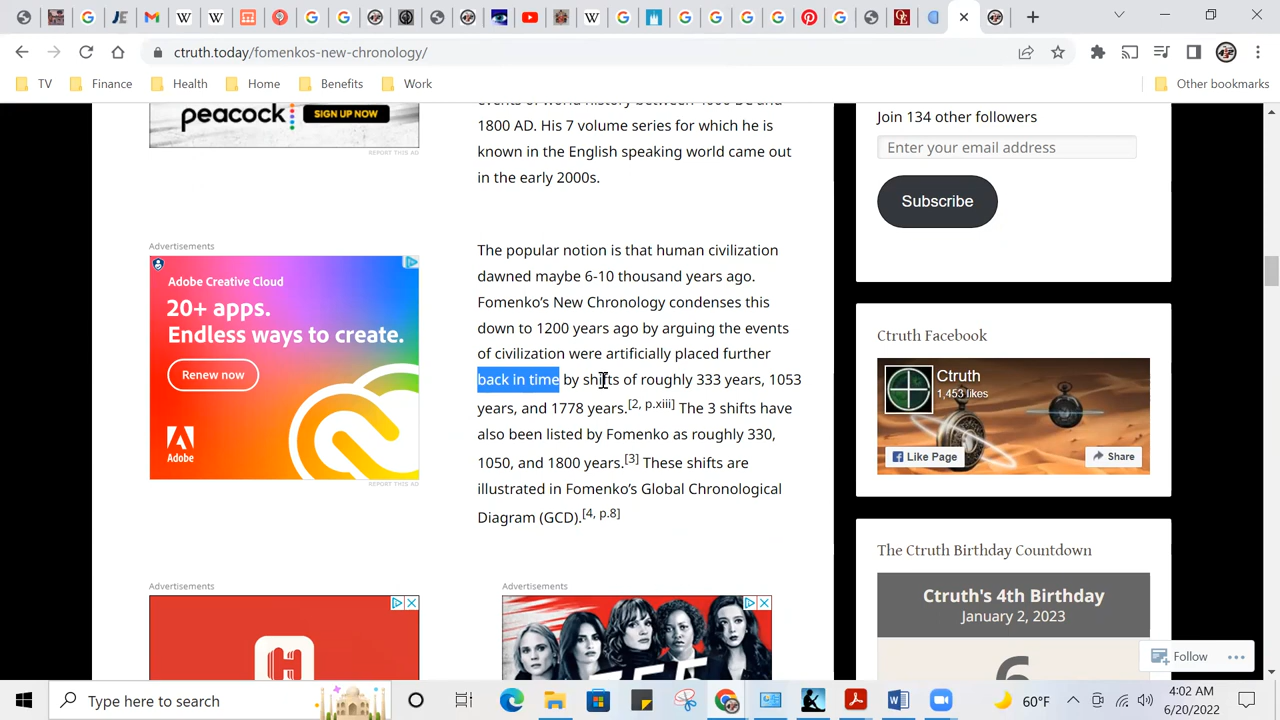 ctruth.today/fomenkos-new-chronology/
TV
Finance
Health
Home
Benefits
Work
Other bookmarks
peacock
SIGN UP NOW
REPORT THIS AD
1800 AD. His 7 volume series for which he is
known in the English speaking world came out
in the early 2000s.
Join 134 other followers
Enter your email address
Subscribe
Advertisements
Adobe Creative Cloud
20+ apps.
Endless ways to create.
Renew now
Adobe
REPORT THIS AD
The popular notion is that human civilization
dawned maybe 6-10 thousand years ago.
Fomenko’s New Chronology condenses this
down to 1200 years ago by arguing the events
of civilization were artificially placed further
back in time by shifts of roughly 333 years, 1053
years, and 1778 years.[2, p.xiii] The 3 shifts have
also been listed by Fomenko as roughly 330,
1050, and 1800 years.[3] These shifts are
illustrated in Fomenko’s Global Chronological
Diagram (GCD).[4, p.8]
Ctruth Facebook
Ctruth
1,453 likes
Like Page
Share
The Ctruth Birthday Countdown
Ctruth's 4th Birthday
January 2, 2023
Advertisements
Advertisements
H
Follow
Type here to search
60°F
4:02 AM
6/20/2022